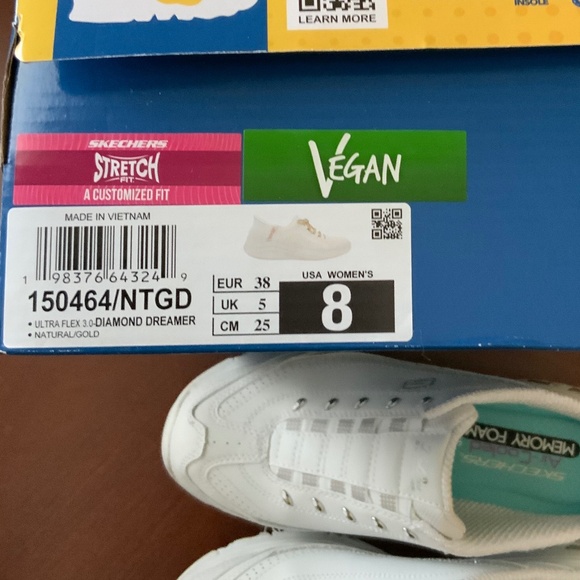 LEARN MORE
INSOLE
SKECHERS
STRETCH
FIT
A CUSTOMIZED FIT
VEGAN
MADE IN VIETNAM
1 98376 64324 9
150464/NTGD
• ULTRA FLEX 3.0-DIAMOND DREAMER
• NATURAL/GOLD
EUR 38
UK 5
CM 25
USA WOMEN'S
8
SKECHERS
Air-Cooled
MEMORY FOAM